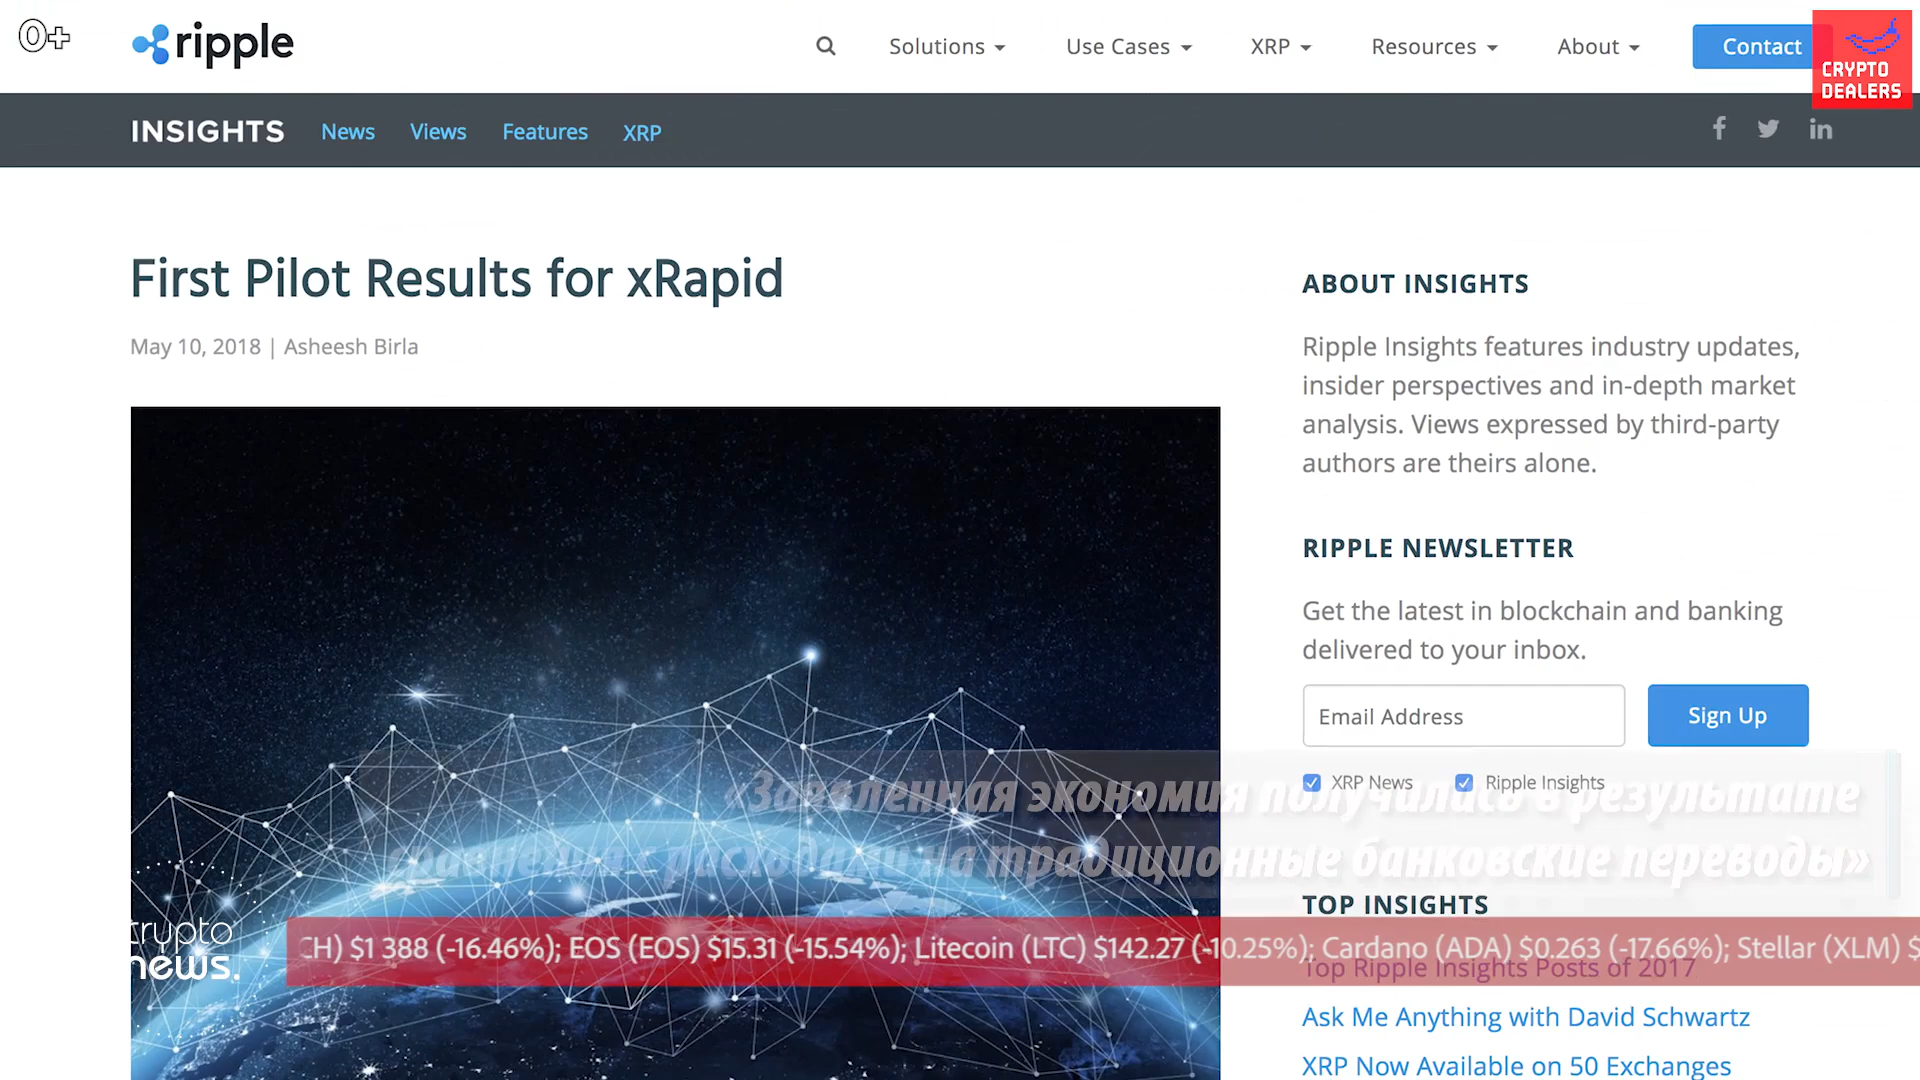 0+
ripple
Solutions
Use Cases
XRP
Resources
About
Contact
CRYPTO
DEALERS
INSIGHTS
News
Views
Features
XRP
First Pilot Results for xRapid
May 10, 2018 | Asheesh Birla
ABOUT INSIGHTS
Ripple Insights features industry updates,
insider perspectives and in-depth market
analysis. Views expressed by third-party
authors are theirs alone.
RIPPLE NEWSLETTER
Get the latest in blockchain and banking
delivered to your inbox.
Email Address
Sign Up
XRP News
Ripple Insights
«Заявленная экономия получилась в результате
сравнения с расходами на традиционные банковские переводы»
TOP INSIGHTS
crypto
news.
CH) $1 388 (-16.46%); EOS (EOS) $15.31 (-15.54%); Litecoin (LTC) $142.27 (-10.25%); Cardano (ADA) $0.263 (-17.66%); Stellar (XLM) $
Top Ripple Insights Posts of 2017
Ask Me Anything with David Schwartz
XRP Now Available on 50 Exchanges